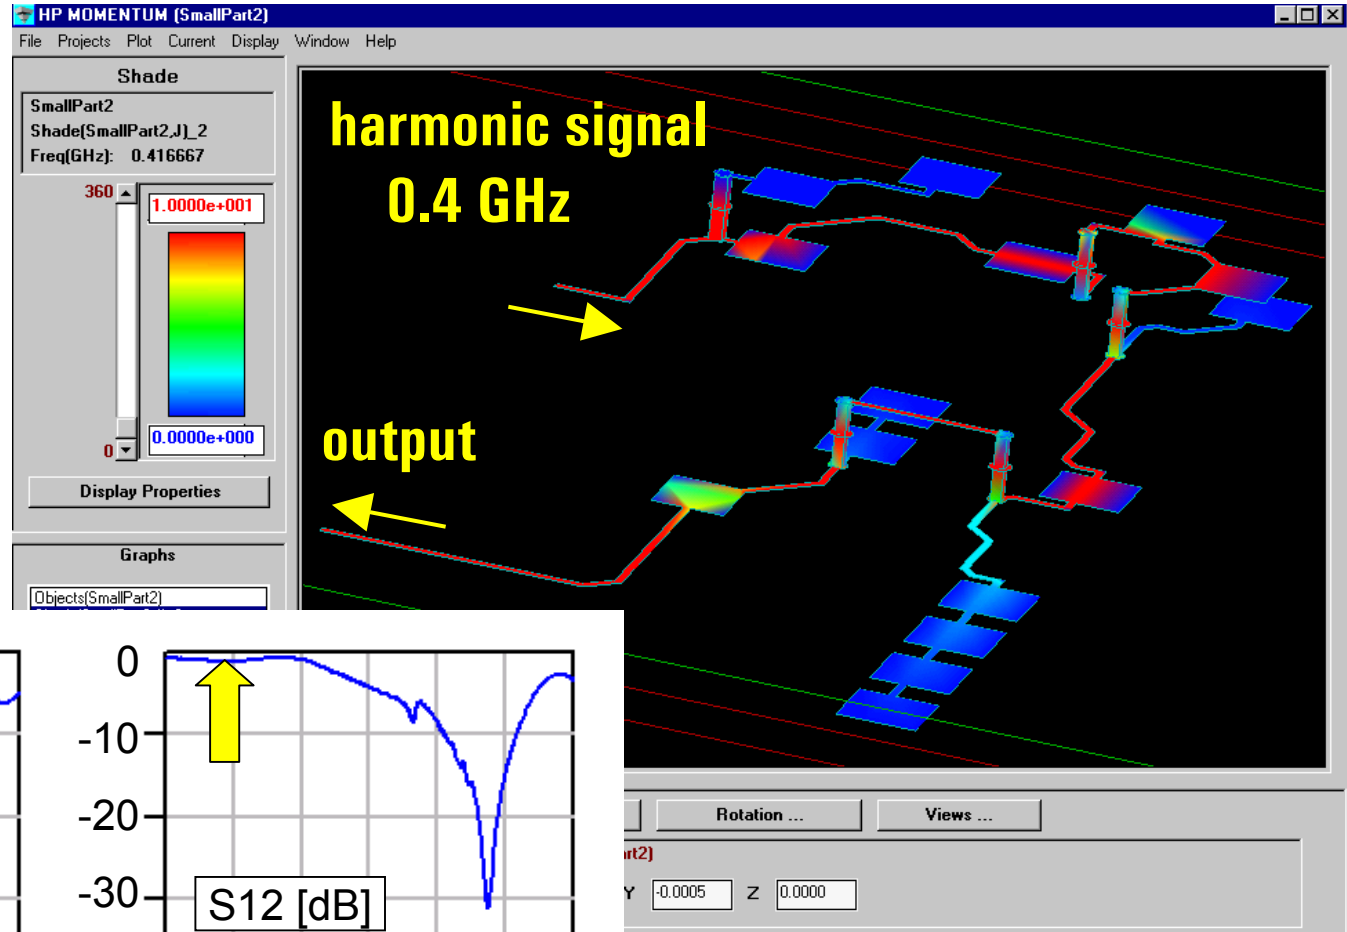 HP MOMENTUM (SmallPart2)
File Projects Plot Current Display Window Help
Shade
SmallPart2
Shade(SmallPart2,J)_2
Freq(GHz): 0.416667
360
1.0000e+001
0.0000e+000
0
Display Properties
Graphs
Objects(SmallPart2)
harmonic signal
0.4 GHz
output
0
-10
-20
-30
S12 [dB]
Rotation ...
Views ...
rt2)
Y -0.0005 Z 0.0000